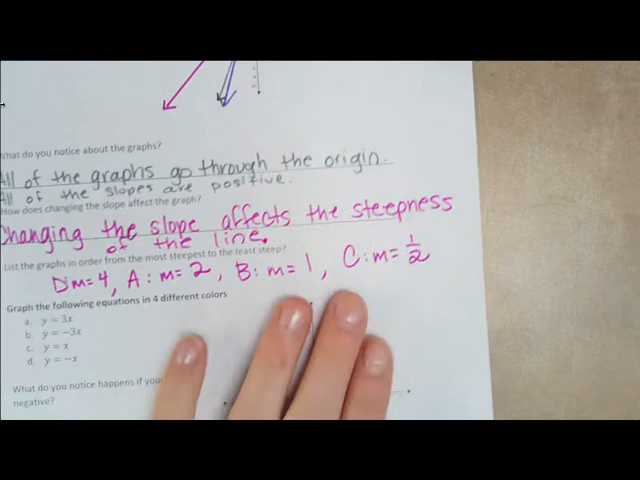 What do you notice about the graphs?
All of the graphs go through the origin.
All of the slopes are positive.
How does changing the slope affect the graph?
Changing the slope affects the steepness
of the line.
List the graphs in order from the most steepest to the least steep?
D: m=4, A: m=2, B: m=1, C: m=1/2
Graph the following equations in 4 different colors
a. y = 3x
b. y = −3x
c. y = x
d. y = −x
What do you notice happens if your
negative?